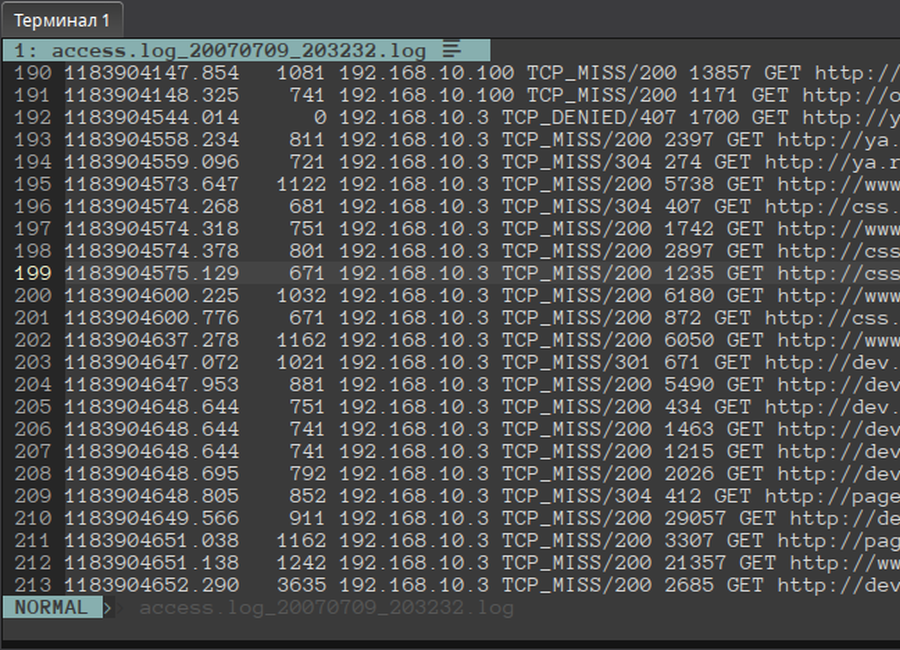 Терминал 1
1: access.log_20070709_203232.log
190 1183904147.854 1081 192.168.10.100 TCP_MISS/200 13857 GET http://
191 1183904148.325 741 192.168.10.100 TCP_MISS/200 1171 GET http://o
192 1183904544.014 0 192.168.10.3 TCP_DENIED/407 1700 GET http://y
193 1183904558.234 811 192.168.10.3 TCP_MISS/200 2397 GET http://ya.
194 1183904559.096 721 192.168.10.3 TCP_MISS/304 274 GET http://ya.r
195 1183904573.647 1122 192.168.10.3 TCP_MISS/200 5738 GET http://www
196 1183904574.268 681 192.168.10.3 TCP_MISS/304 407 GET http://css.
197 1183904574.318 751 192.168.10.3 TCP_MISS/200 1742 GET http://www
198 1183904574.378 801 192.168.10.3 TCP_MISS/200 2897 GET http://css
199 1183904575.129 671 192.168.10.3 TCP_MISS/200 1235 GET http://css
200 1183904600.225 1032 192.168.10.3 TCP_MISS/200 6180 GET http://www
201 1183904600.776 671 192.168.10.3 TCP_MISS/200 872 GET http://css.
202 1183904637.278 1162 192.168.10.3 TCP_MISS/200 6050 GET http://www
203 1183904647.072 1021 192.168.10.3 TCP_MISS/301 671 GET http://dev.
204 1183904647.953 881 192.168.10.3 TCP_MISS/200 5490 GET http://dev
205 1183904648.644 751 192.168.10.3 TCP_MISS/200 434 GET http://dev.
206 1183904648.644 741 192.168.10.3 TCP_MISS/200 1463 GET http://dev
207 1183904648.644 741 192.168.10.3 TCP_MISS/200 1215 GET http://dev
208 1183904648.695 792 192.168.10.3 TCP_MISS/200 2026 GET http://dev
209 1183904648.805 852 192.168.10.3 TCP_MISS/304 412 GET http://page
210 1183904649.566 911 192.168.10.3 TCP_MISS/200 29057 GET http://de
211 1183904651.038 1162 192.168.10.3 TCP_MISS/200 3307 GET http://pag
212 1183904651.138 1242 192.168.10.3 TCP_MISS/200 21357 GET http://ww
213 1183904652.290 3635 192.168.10.3 TCP_MISS/200 2685 GET http://dev
NORMAL > access.log_20070709_203232.log